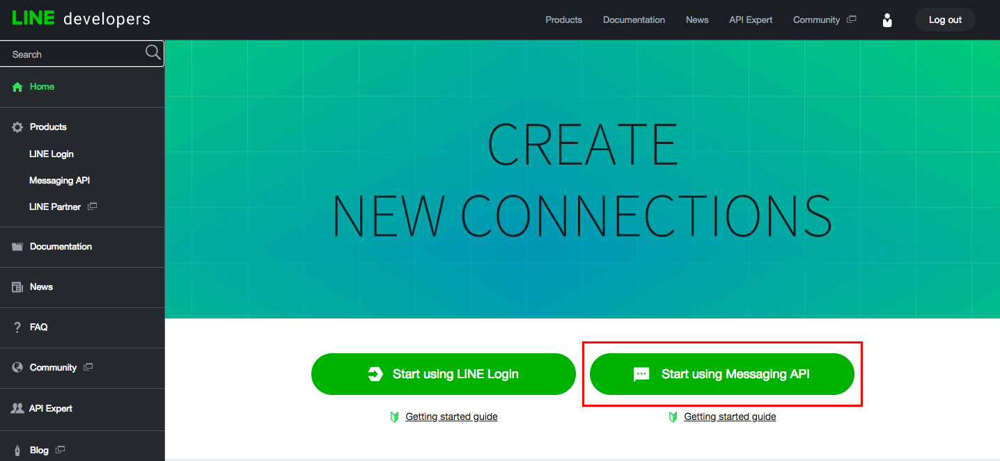 LINE developers
Products Documentation News API Expert Community Log out
Search
Home
Products
LINE Login
Messaging API
LINE Partner
Documentation
News
FAQ
Community
API Expert
Blog
CREATE
NEW CONNECTIONS
Start using LINE Login
Start using Messaging API
Getting started guide
Getting started guide